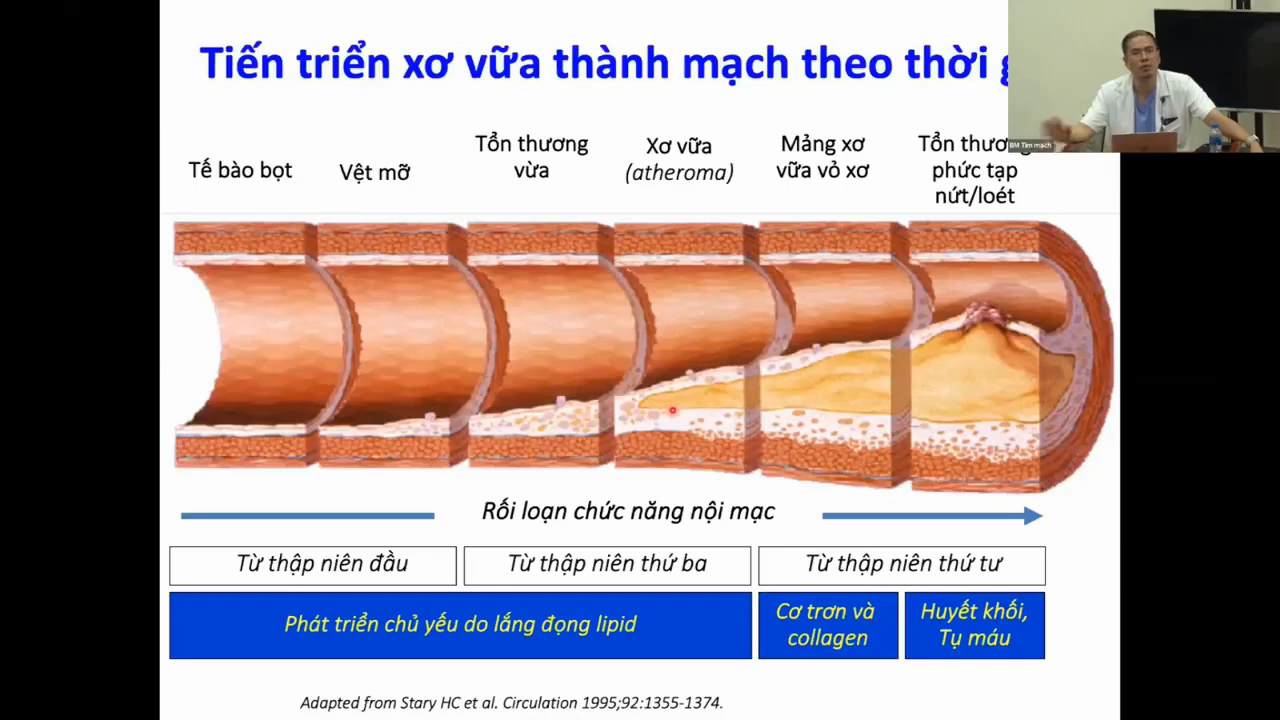 Tiến triển xơ vữa thành mạch theo thời
BM Tim mạch
Tế bào bọt
Vệt mỡ
Tổn thương
vừa
Xơ vữa
(atheroma)
Mảng xơ
vữa vỏ xơ
Tổn thương
phức tạp
nứt/loét
Rối loạn chức năng nội mạc
Từ thập niên đầu
Từ thập niên thứ ba
Từ thập niên thứ tư
Phát triển chủ yếu do lắng đọng lipid
Cơ trơn và
collagen
Huyết khối,
Tụ máu
Adapted from Stary HC et al. Circulation 1995;92:1355-1374.